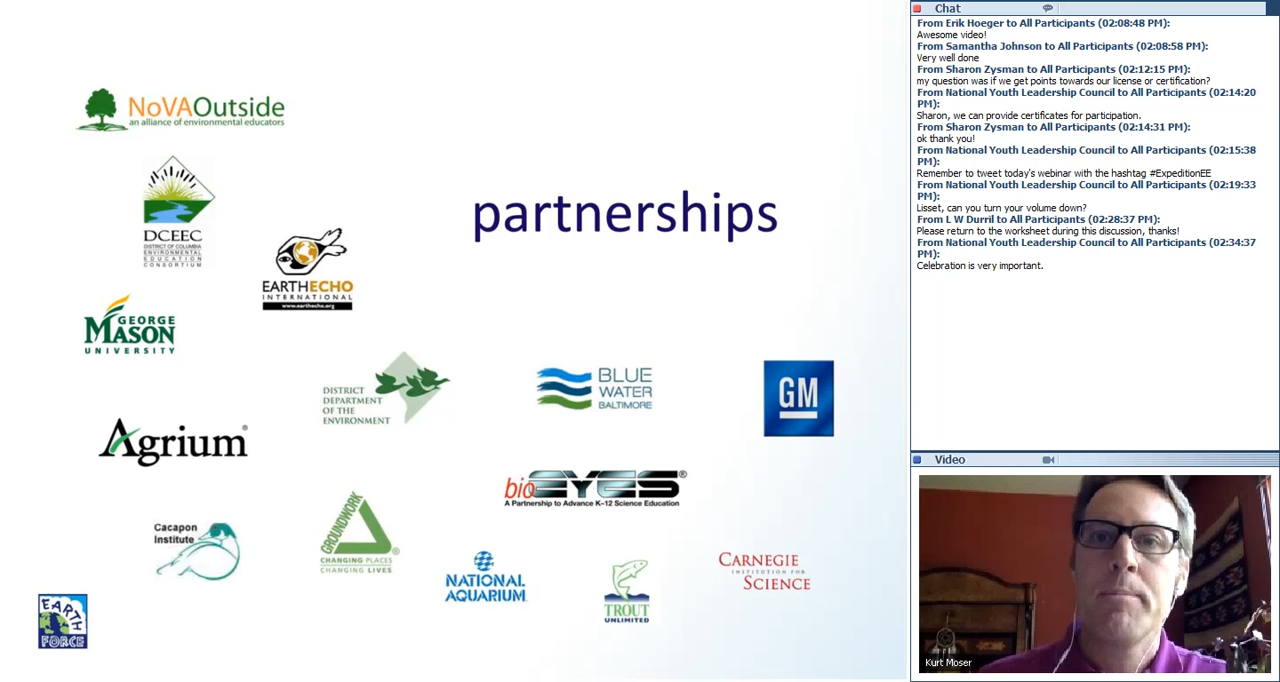 NoVAOutside
an alliance of environmental educators
DCEEC
DISTRICT OF COLUMBIA
ENVIRONMENTAL
EDUCATION
CONSORTIUM
partnerships
EARTHECHO
INTERNATIONAL
www.earthecho.org
GEORGE
MASON
UNIVERSITY
DISTRICT
DEPARTMENT
OF THE
ENVIRONMENT
BLUE
WATER
BALTIMORE
GM
Agrium®
bioEYES®
A Partnership to Advance K-12 Science Education
Cacapon
Institute
GROUNDWORK®
CHANGING PLACES
CHANGING LIVES
NATIONAL
AQUARIUM
TROUT
UNLIMITED
CARNEGIE
INSTITUTION FOR
SCIENCE
EARTH
FORCE
Chat
From Erik Hoeger to All Participants (02:08:48 PM):
Awesome video!
From Samantha Johnson to All Participants (02:08:58 PM):
Very well done
From Sharon Zysman to All Participants (02:12:15 PM):
my question was if we get points towards our license or certification?
From National Youth Leadership Council to All Participants (02:14:20
PM):
Sharon, we can provide certificates for participation.
From Sharon Zysman to All Participants (02:14:31 PM):
ok thank you!
From National Youth Leadership Council to All Participants (02:15:38
PM):
Remember to tweet today's webinar with the hashtag #ExpeditionEE
From National Youth Leadership Council to All Participants (02:19:33
PM):
Lisset, can you turn your volume down?
From L W Durril to All Participants (02:28:37 PM):
Please return to the worksheet during this discussion, thanks!
From National Youth Leadership Council to All Participants (02:34:37
PM):
Celebration is very important.
Video
Kurt Moser